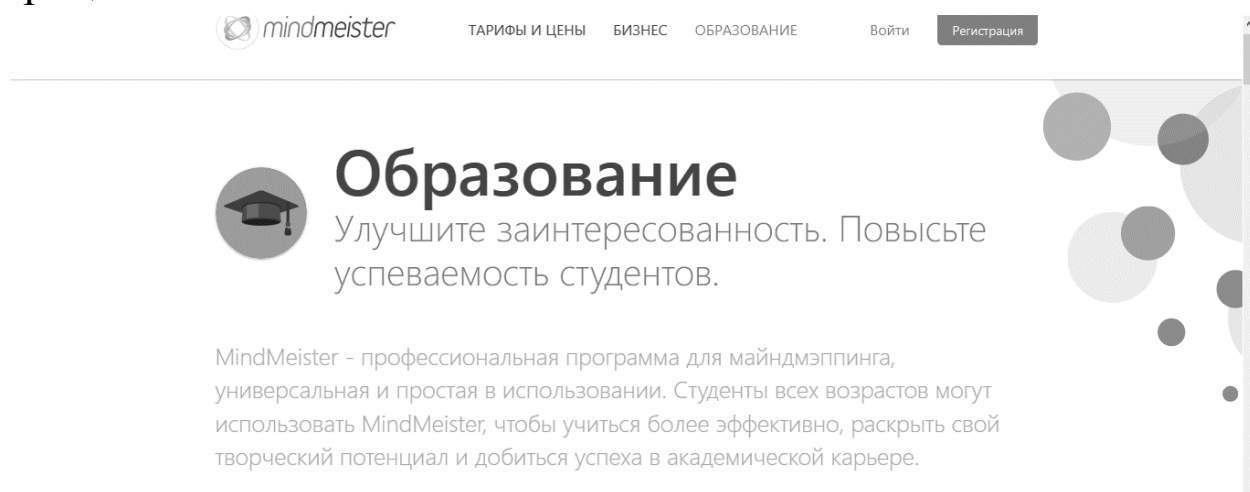 mindmeister ТАРИФЫ И ЦЕНЫ БИЗНЕС ОБРАЗОВАНИЕ Войти Регистрация
Образование
Улучшите заинтересованность. Повысьте
успеваемость студентов.
MindMeister - профессиональная программа для майндмэппинга,
универсальная и простая в использовании. Студенты всех возрастов могут
использовать MindMeister, чтобы учиться более эффективно, раскрыть свой
творческий потенциал и добиться успеха в академической карьере.